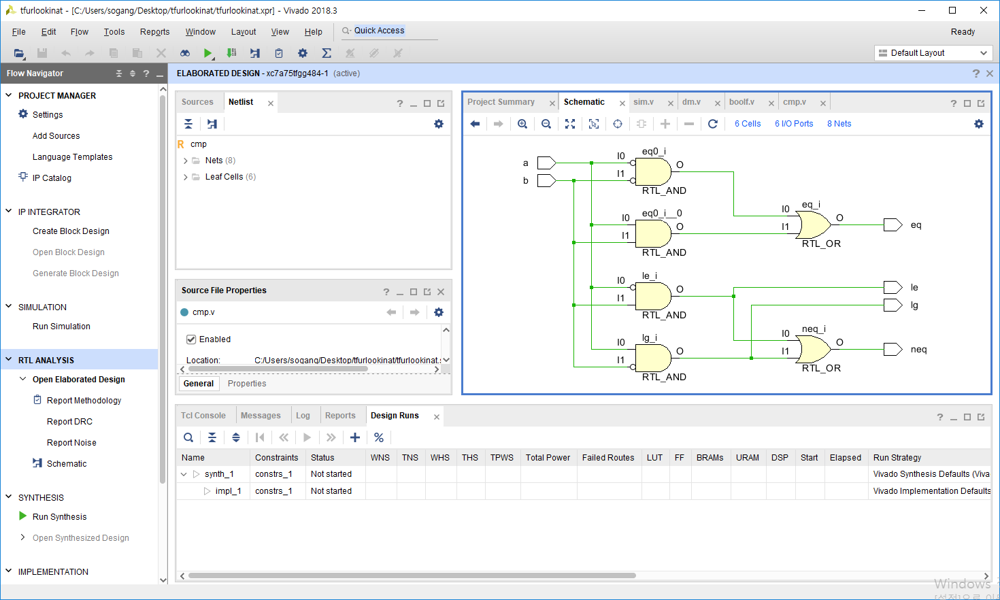 tfurlookinat - [C:/Users/sogang/Desktop/tfurlookinat/tfurlookinat.xpr] - Vivado 2018.3
File Edit Flow Tools Reports Window Layout View Help Quick Access Ready
Default Layout
Flow Navigator
PROJECT MANAGER
Settings
Add Sources
Language Templates
IP Catalog
IP INTEGRATOR
Create Block Design
Open Block Design
Generate Block Design
SIMULATION
Run Simulation
RTL ANALYSIS
Open Elaborated Design
Report Methodology
Report DRC
Report Noise
Schematic
SYNTHESIS
Run Synthesis
Open Synthesized Design
IMPLEMENTATION
ELABORATED DESIGN - xc7a75tfgg484-1 (active)
Sources Netlist
R cmp
Nets (8)
Leaf Cells (6)
Source File Properties
cmp.v
Enabled
Location: C:/Users/sogang/Desktop/tfurlookinat/tfurlookinat.s
General Properties
Project Summary Schematic sim.v dm.v boolf.v cmp.v
6 Cells 6 I/O Ports 8 Nets
a
b
eq0_i
I0
I1
O
RTL_AND
eq0_i__0
I0
I1
O
RTL_AND
eq_i
I0
I1
O
RTL_OR
eq
le_i
I0
I1
O
RTL_AND
le
lg
lg_i
I0
I1
O
RTL_AND
neq_i
I0
I1
O
RTL_OR
neq
Tcl Console Messages Log Reports Design Runs
Name Constraints Status WNS TNS WHS THS TPWS Total Power Failed Routes LUT FF BRAMs URAM DSP Start Elapsed Run Strategy
synth_1 constrs_1 Not started Vivado Synthesis Defaults (Viva
impl_1 constrs_1 Not started Vivado Implementation Defaults
Windows